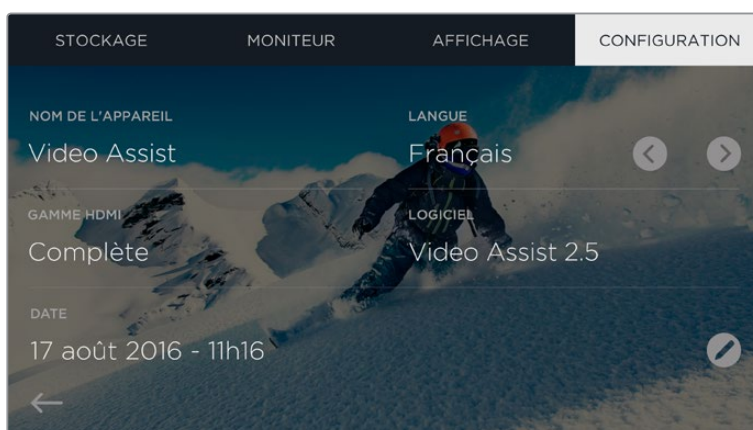 STOCKAGE
MONITEUR
AFFICHAGE
CONFIGURATION
NOM DE L'APPAREIL
Video Assist
LANGUE
Français
GAMME HDMI
Complète
LOGICIEL
Video Assist 2.5
DATE
17 août 2016 - 11h16